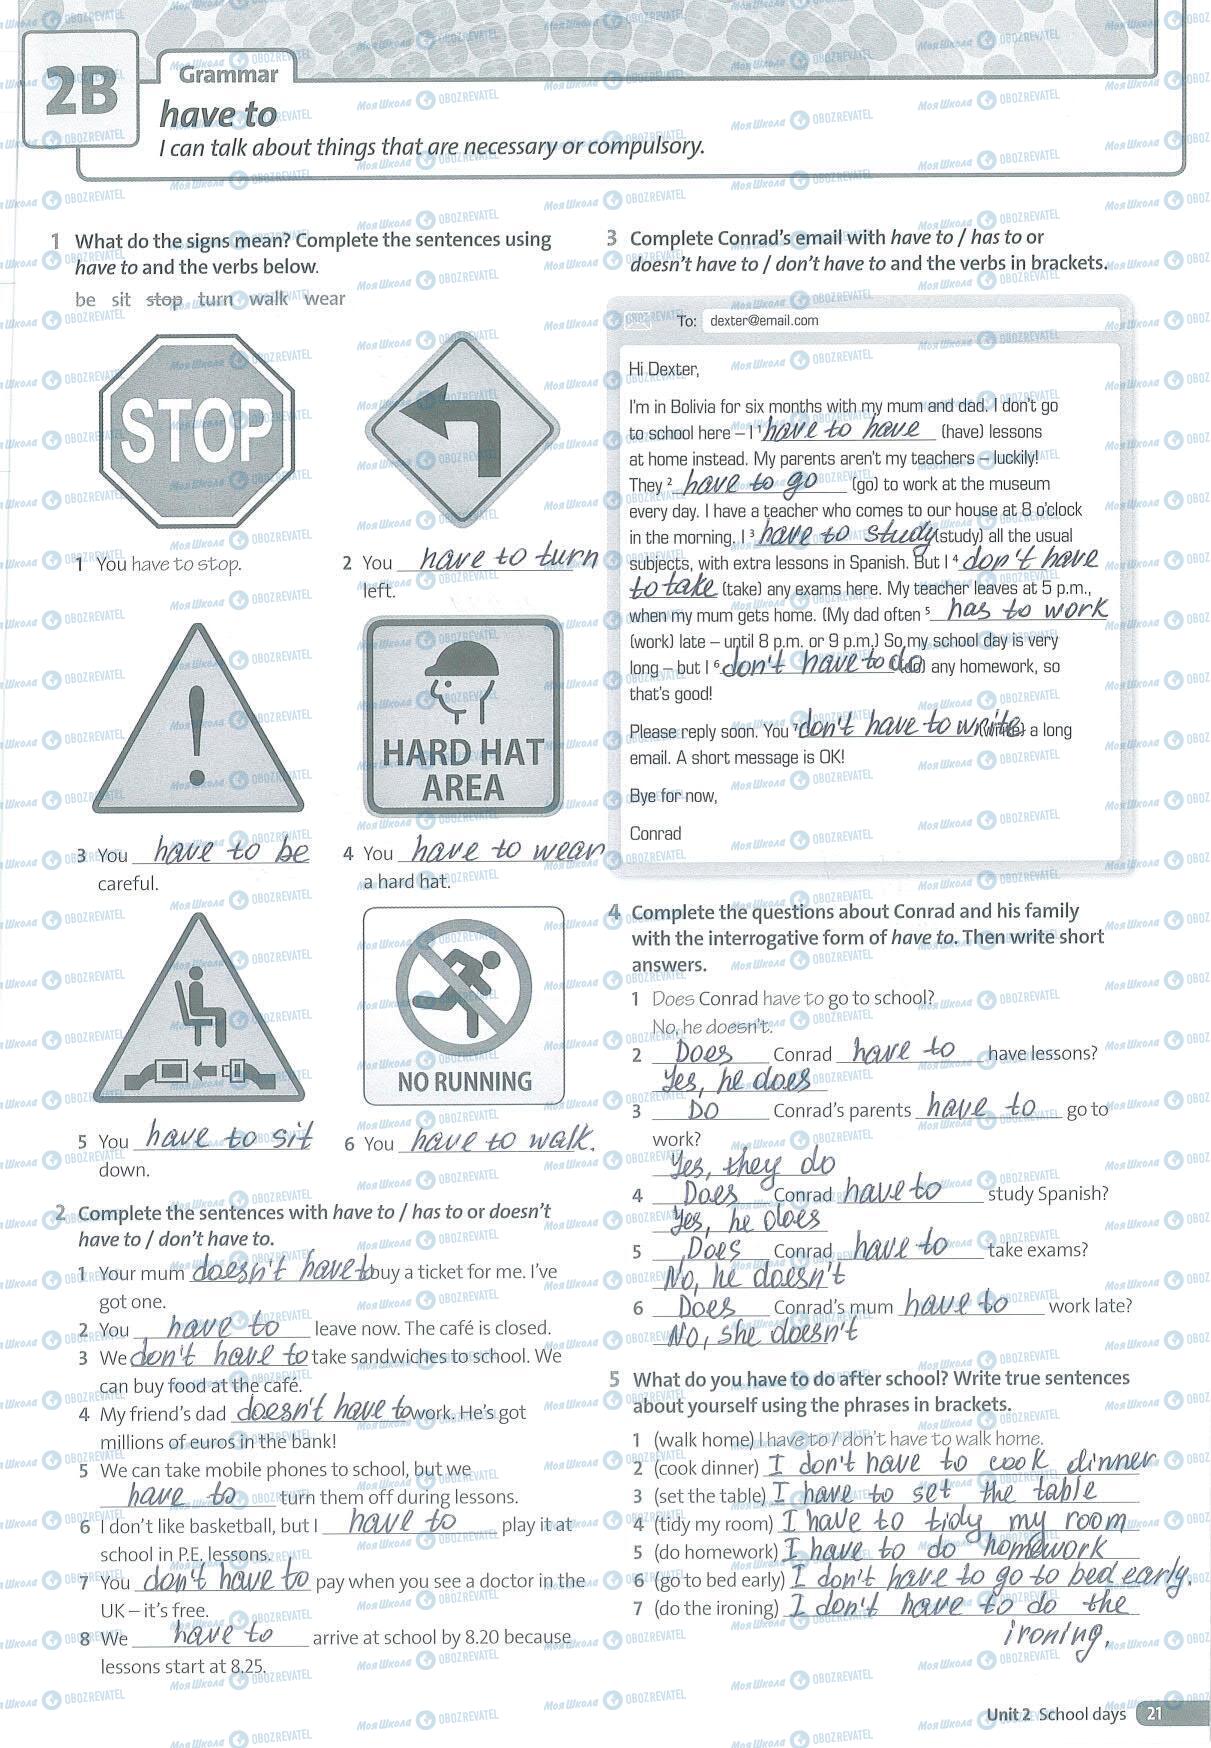 2B
Grammar
have to
I can talk about things that are necessary or compulsory.
1 What do the signs mean? Complete the sentences using
have to and the verbs below.
be sit stop turn walk wear
STOP
1 You have to stop.
2 You have to turn
left.
HARD HAT
AREA
3 You have to be
careful.
4 You have to wear
a hard hat.
NO RUNNING
5 You have to sit
down.
6 You have to walk.
2 Complete the sentences with have to / has to or doesn't
have to / don't have to.
1 Your mum doesn't have to buy a ticket for me. I've
got one.
2 You have to leave now. The café is closed.
3 We don't have to take sandwiches to school. We
can buy food at the café.
4 My friend's dad doesn't have to work. He's got
millions of euros in the bank!
5 We can take mobile phones to school, but we
have to turn them off during lessons.
6 I don't like basketball, but I have to play it at
school in P.E. lessons.
7 You don't have to pay when you see a doctor in the
UK – it's free.
8 We have to arrive at school by 8.20 because
lessons start at 8.25.
3 Complete Conrad's email with have to / has to or
doesn't have to / don't have to and the verbs in brackets.
To: dexter@email.com
Hi Dexter,
I'm in Bolivia for six months with my mum and dad. I don't go
to school here – I 1 have to have (have) lessons
at home instead. My parents aren't my teachers – luckily!
They 2 have to go (go) to work at the museum
every day. I have a teacher who comes to our house at 8 o'clock
in the morning. I 3 have to study (study) all the usual
subjects, with extra lessons in Spanish. But I 4 don't have
to take (take) any exams here. My teacher leaves at 5 p.m.,
when my mum gets home. (My dad often 5 has to work
(work) late – until 8 p.m. or 9 p.m.) So my school day is very
long – but I 6 don't have to do (do) any homework, so
that's good!
Please reply soon. You 7 don't have to write (write) a long
email. A short message is OK!
Bye for now,
Conrad
4 Complete the questions about Conrad and his family
with the interrogative form of have to. Then write short
answers.
1 Does Conrad have to go to school?
No, he doesn't.
2 Does Conrad have to have lessons?
Yes, he does
3 Do Conrad's parents have to go to
work?
Yes, they do
4 Does Conrad have to study Spanish?
Yes, he does
5 Does Conrad have to take exams?
No, he doesn't
6 Does Conrad's mum have to work late?
No, she doesn't
5 What do you have to do after school? Write true sentences
about yourself using the phrases in brackets.
1 (walk home) I have to / don't have to walk home.
2 (cook dinner) I don't have to cook dinner
3 (set the table) I have to set the table
4 (tidy my room) I have to tidy my room
5 (do homework) I have to do homework
6 (go to bed early) I don't have to go to bed early.
7 (do the ironing) I don't have to do the
ironing.
Unit 2 School days 21
Моя Школа OBOZREVATEL